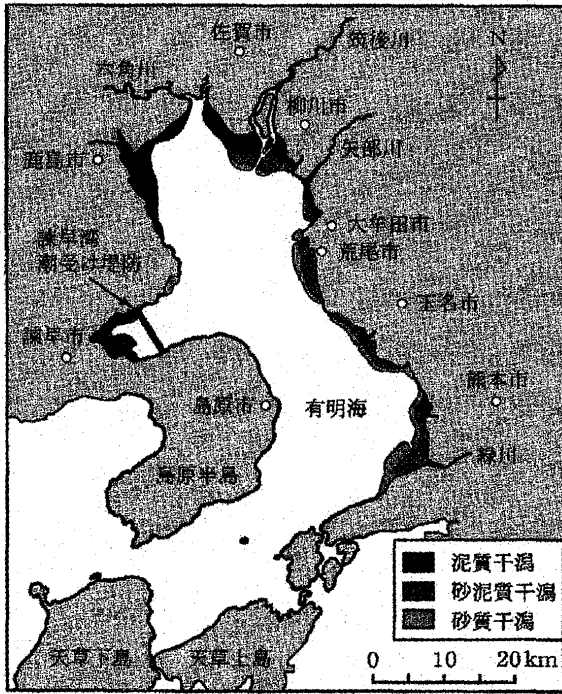 佐賀市
筑後川
六角川
N
柳川市
矢部川
鹿島市
大牟田市
荒尾市
諫早湾
潮受け堤防
玉名市
諫早市
熊本市
島原市
有明海
緑川
島原半島
泥質干潟
砂泥質干潟
砂質干潟
天草下島
天草上島
0 10 20km